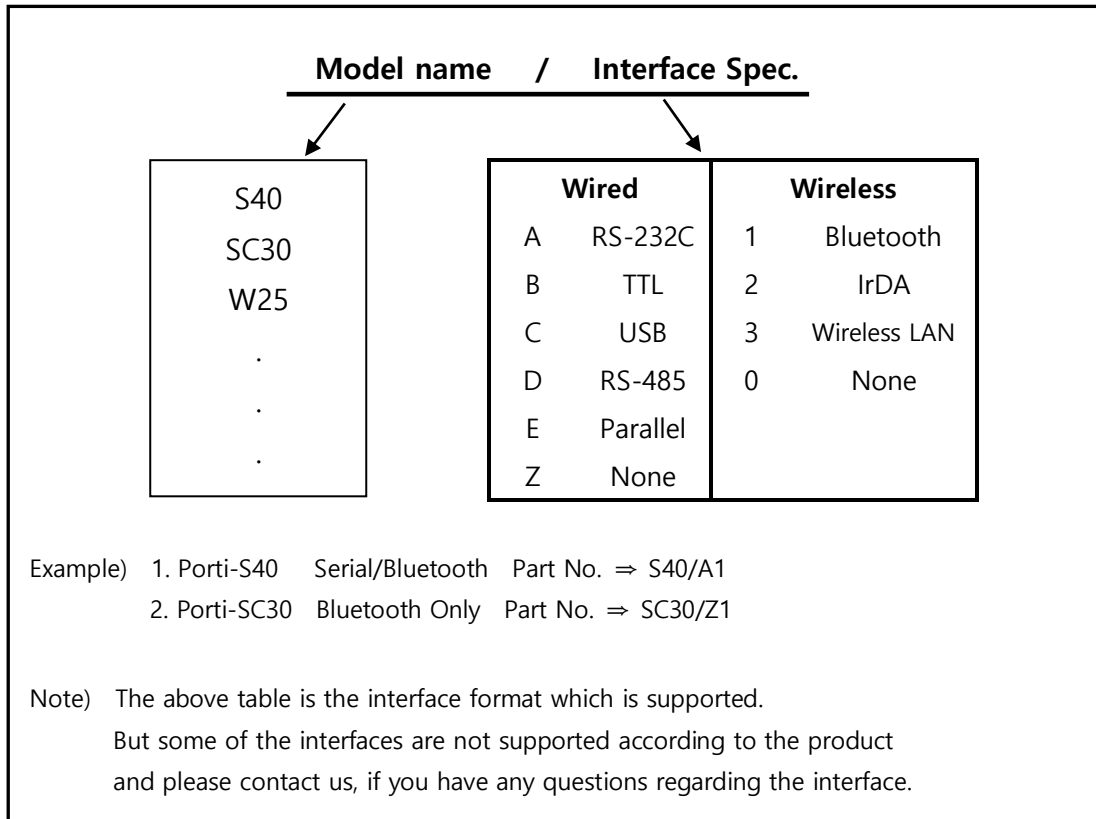 Model name / Interface Spec.
S40
SC30
W25
.
.
.
Wired Wireless
A RS-232C 1 Bluetooth
B TTL 2 IrDA
C USB 3 Wireless LAN
D RS-485 0 None
E Parallel
Z None
Example) 1. Porti-S40 Serial/Bluetooth Part No. ⇒ S40/A1
2. Porti-SC30 Bluetooth Only Part No. ⇒ SC30/Z1
Note) The above table is the interface format which is supported.
But some of the interfaces are not supported according to the product
and please contact us, if you have any questions regarding the interface.